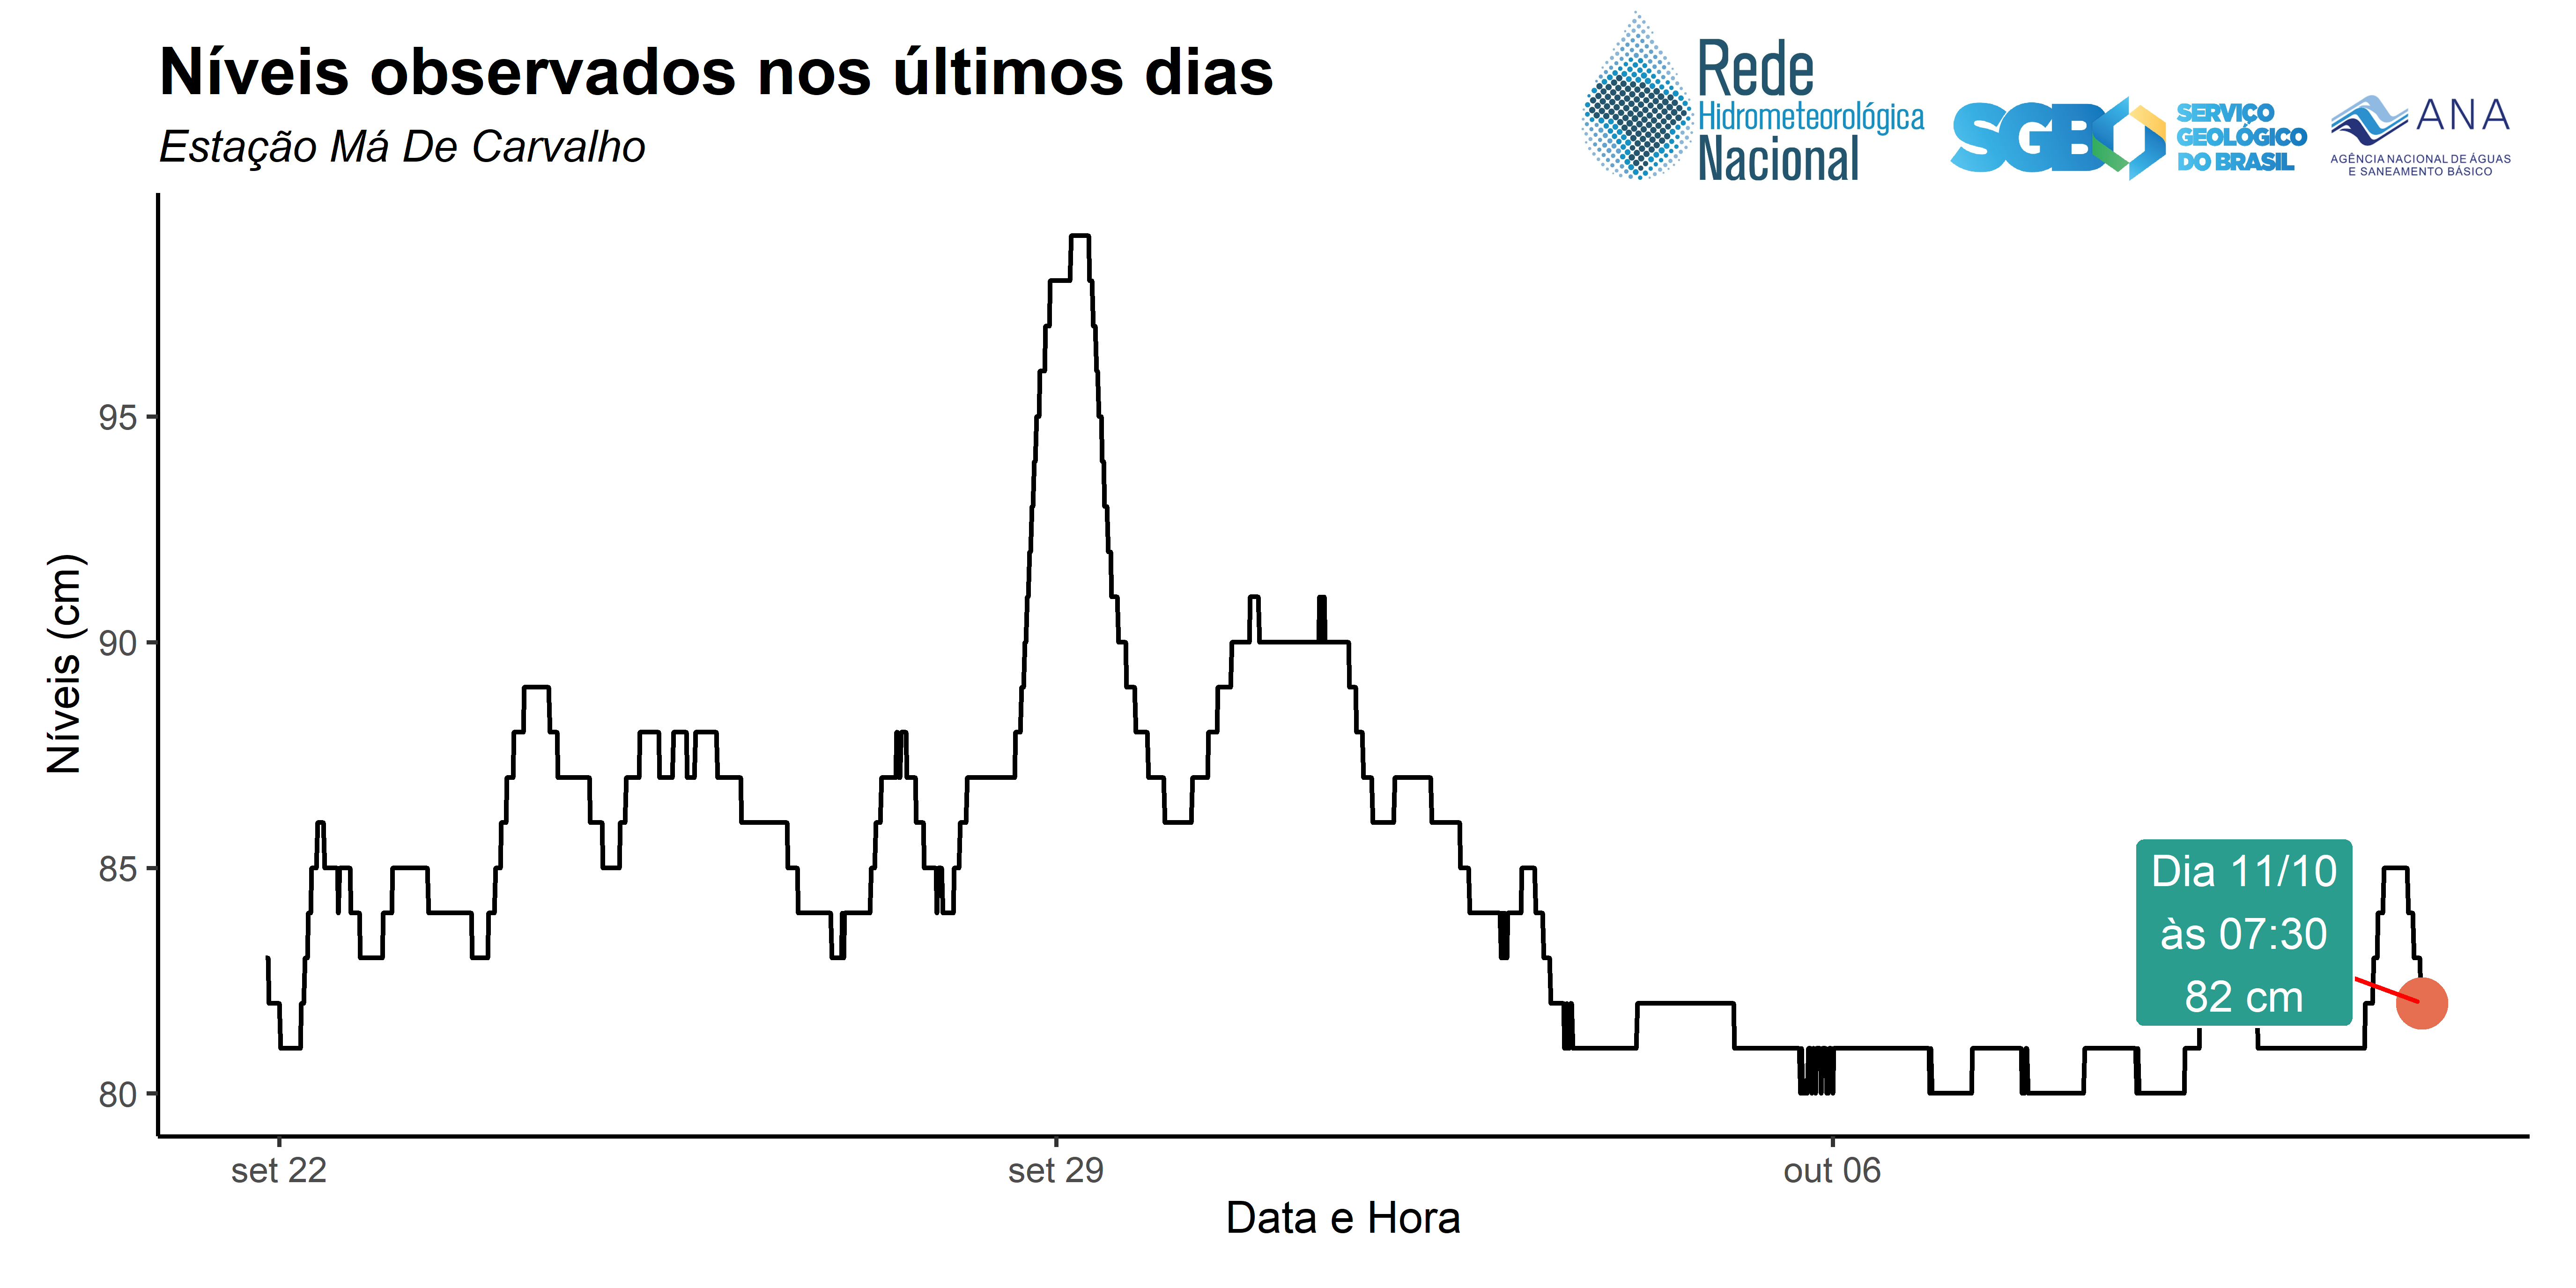 Níveis observados nos últimos dias
Estação Má De Carvalho
Rede
Hidrometeorológica
Nacional
SGB
SERVIÇO
GEOLÓGICO
DO BRASIL
ANA
AGÊNCIA NACIONAL DE ÁGUAS
E SANEAMENTO BÁSICO
Níveis (cm)
95
90
85
80
Dia 11/10
às 07:30
82 cm
set 22
set 29
out 06
Data e Hora